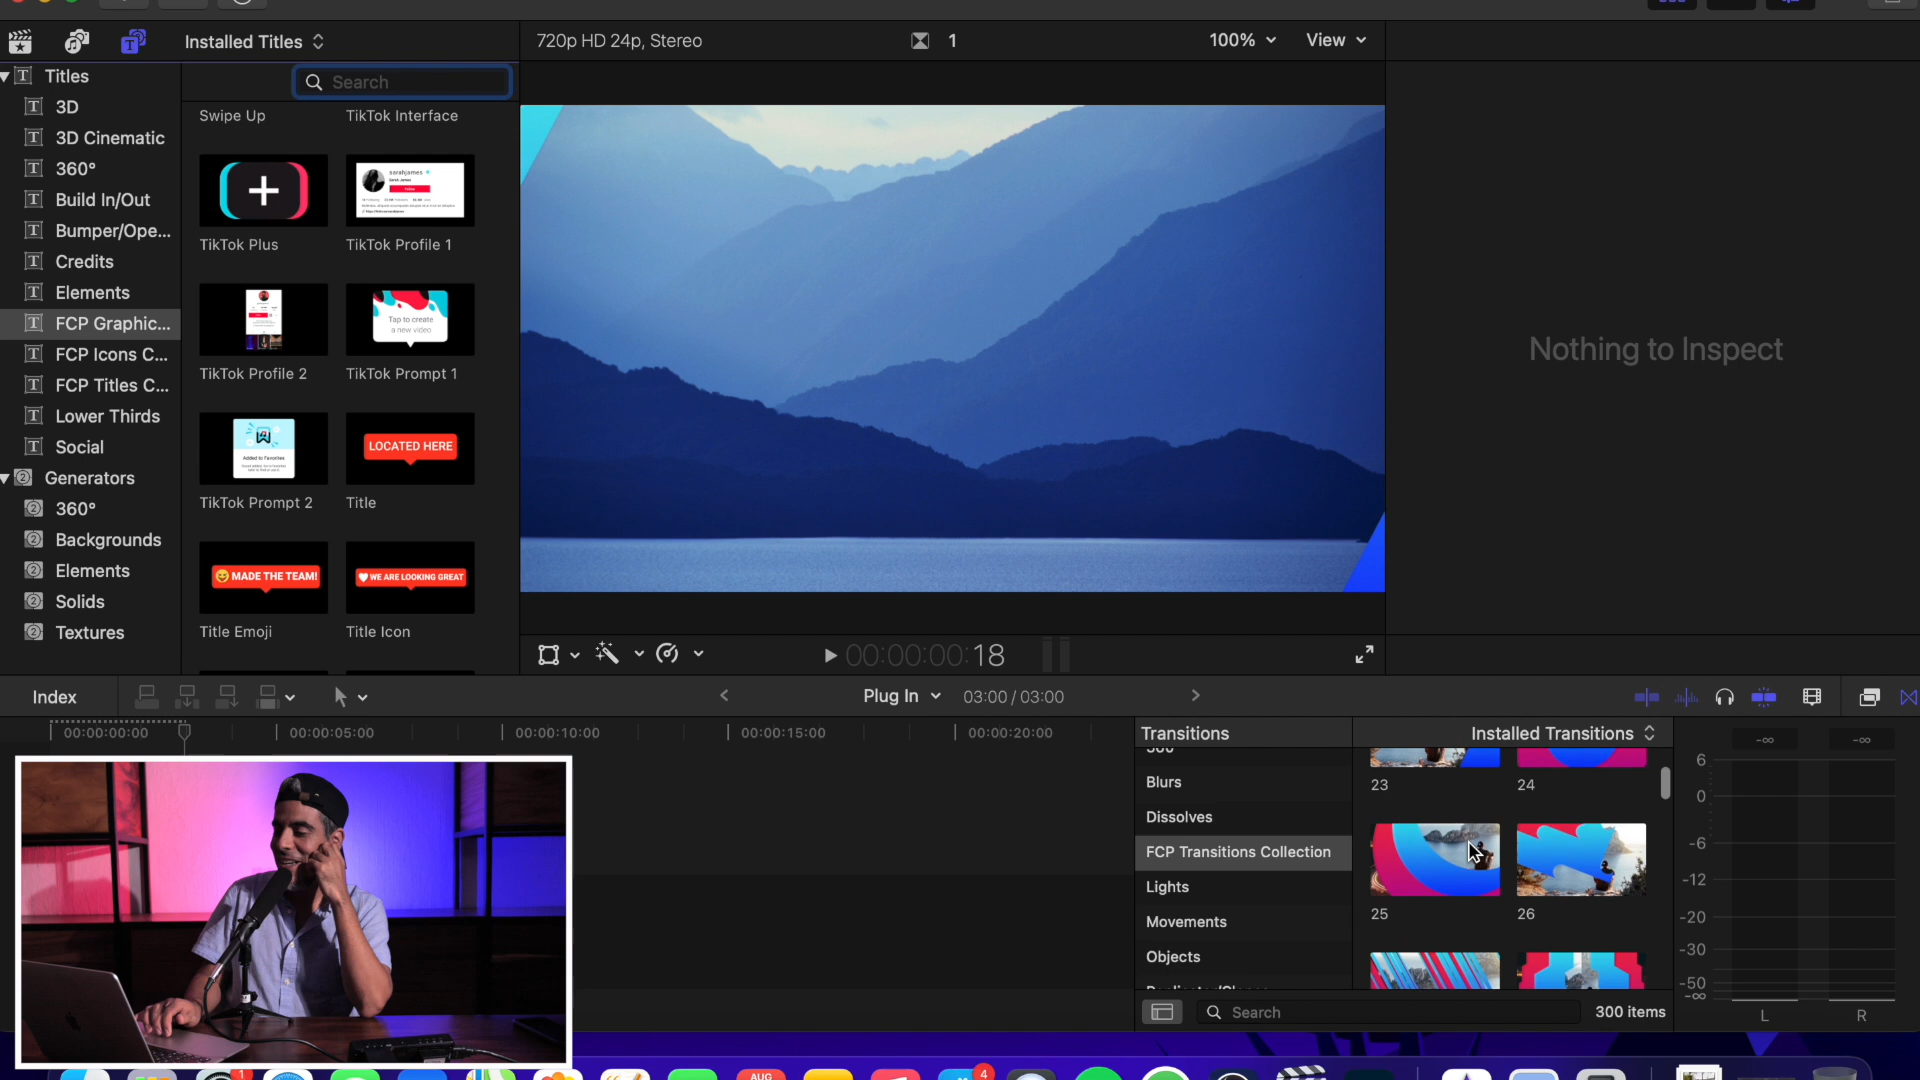 Installed Titles
720p HD 24p, Stereo
1
100%
View
Titles
3D
3D Cinematic
360°
Build In/Out
Bumper/Ope...
Credits
Elements
FCP Graphic...
FCP Icons C...
FCP Titles C...
Lower Thirds
Social
Generators
360°
Backgrounds
Elements
Solids
Textures
Search
Swipe Up
TikTok Interface
sarahjames
Follow
TikTok Plus
TikTok Profile 1
Tap to create
a new video
TikTok Profile 2
TikTok Prompt 1
Added to Favorites
LOCATED HERE
TikTok Prompt 2
Title
MADE THE TEAM!
WE ARE LOOKING GREAT
Title Emoji
Title Icon
Nothing to Inspect
00:00:00:18
Index
Plug In
03:00 / 03:00
00:00:00:00
00:00:05:00
00:00:10:00
00:00:15:00
00:00:20:00
Transitions
Installed Transitions
360°
Blurs
Dissolves
FCP Transitions Collection
Lights
Movements
Objects
23
24
25
26
Search
300 items
-∞
-∞
6
0
-6
-12
-20
-30
-50
-∞
L
R
1
AUG
4